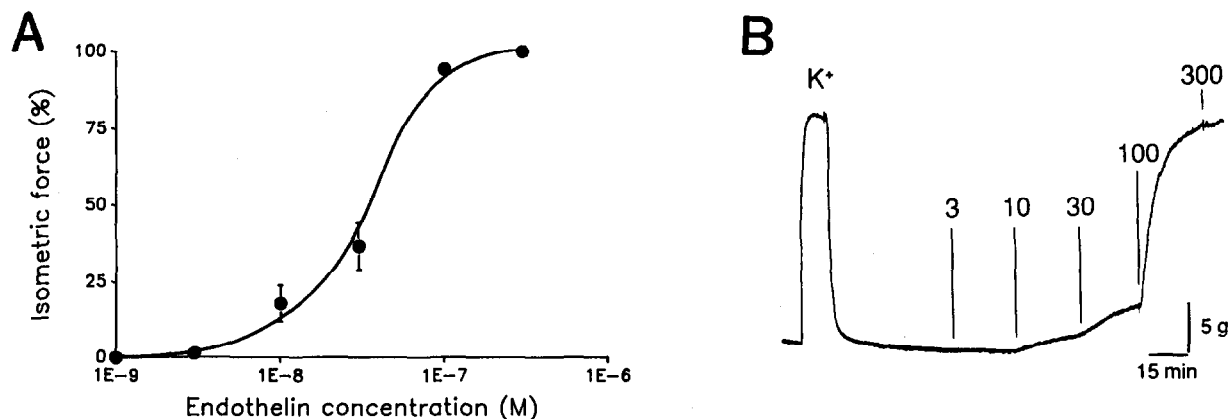 A
100
75
50
25
0
1E-9 1E-8 1E-7 1E-6
Isometric force (%)
Endothelin concentration (M)
B
K⁺
3 10 30 100 300
5 g
15 min